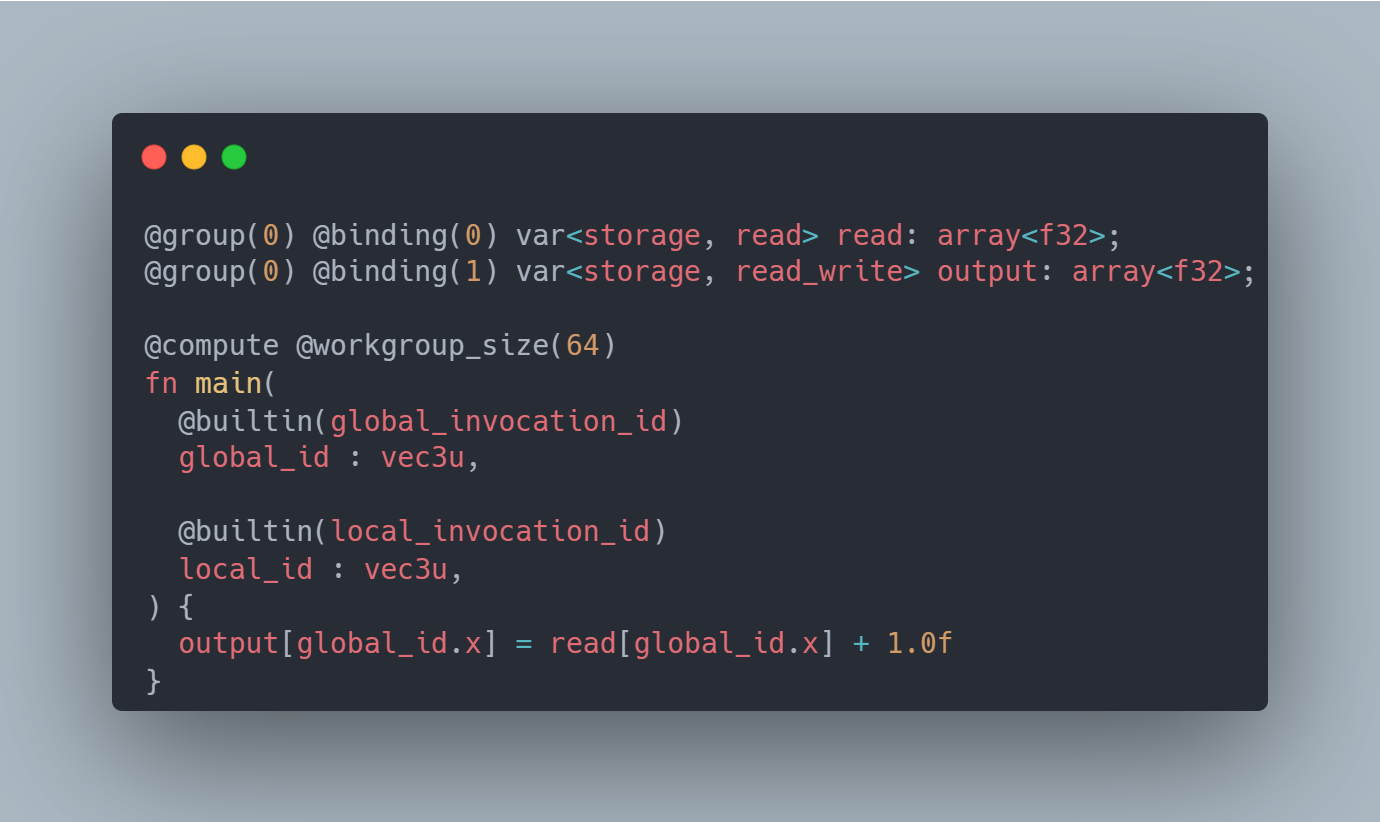 @group(0) @binding(0) var<storage, read> read: array<f32>;
@group(0) @binding(1) var<storage, read_write> output: array<f32>;

@compute @workgroup_size(64)
fn main(
  @builtin(global_invocation_id)
  global_id : vec3u,

  @builtin(local_invocation_id)
  local_id : vec3u,
) {
  output[global_id.x] = read[global_id.x] + 1.0f
}